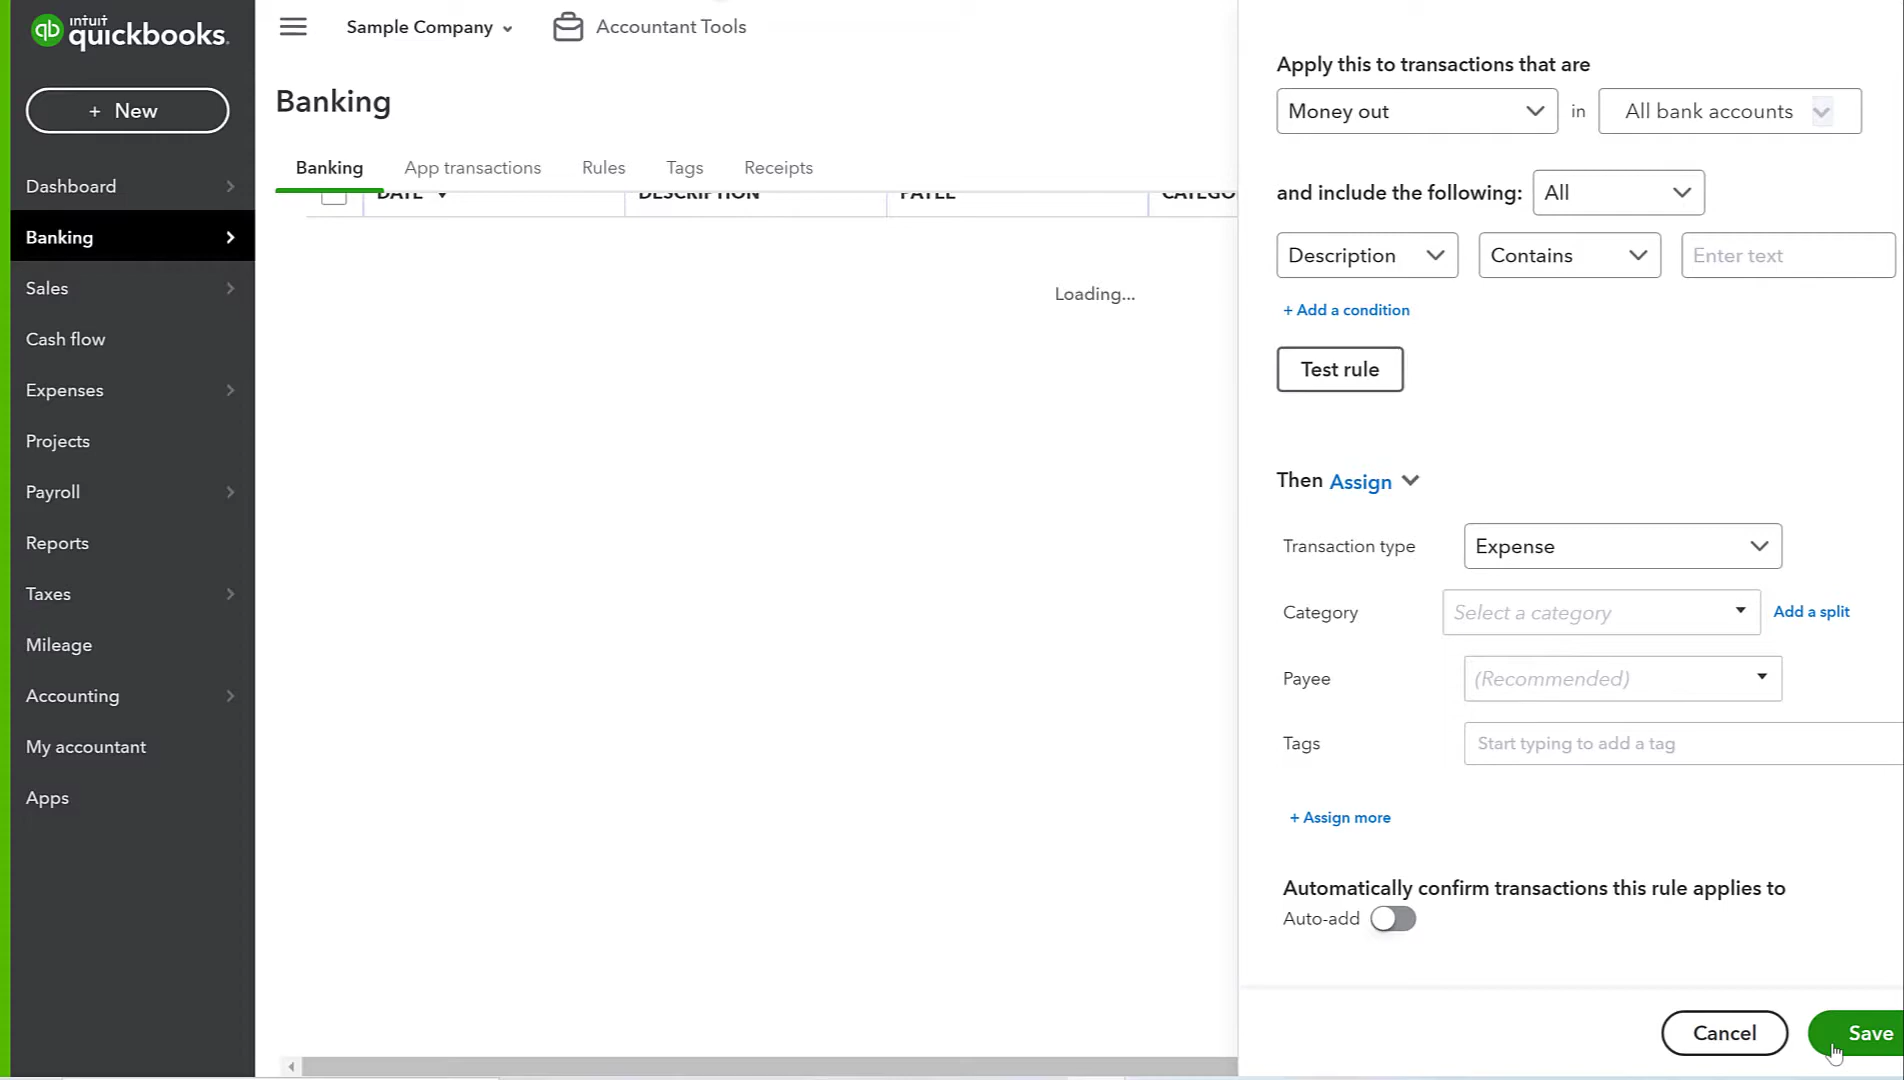 intuit
quickbooks.
+ New
Dashboard
Banking
Sales
Cash flow
Expenses
Projects
Payroll
Reports
Taxes
Mileage
Accounting
My accountant
Apps
Sample Company
Accountant Tools
Banking
Banking App transactions Rules Tags Receipts
DATE DESCRIPTION PAYEE CATEGO
Loading...
Apply this to transactions that are
Money out in All bank accounts
and include the following: All
Description Contains Enter text
+ Add a condition
Test rule
Then Assign
Transaction type Expense
Category Select a category Add a split
Payee (Recommended)
Tags Start typing to add a tag
+ Assign more
Automatically confirm transactions this rule applies to
Auto-add
Cancel Save